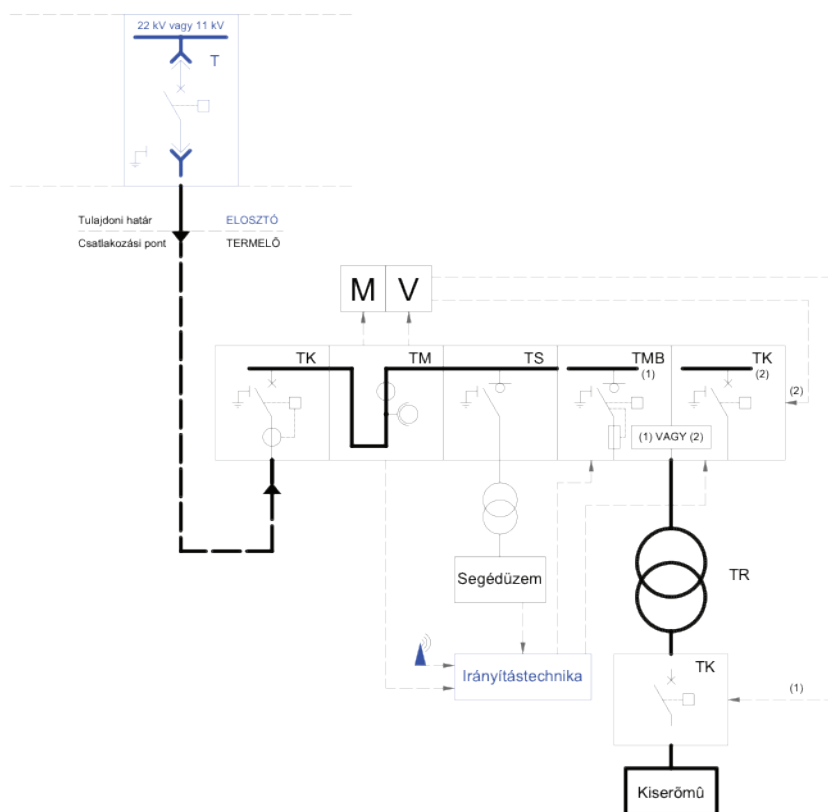 22 kV vagy 11 kV
T
Tulajdoni határ
ELOSZTÓ
Csatlakozási pont
TERMELŐ
M V
TK
TM
TS
TMB
(1)
TK
(2)
(2)
(1) VAGY (2)
Segédüzem
TR
Irányítástechnika
TK
(1)
Kiserőmű